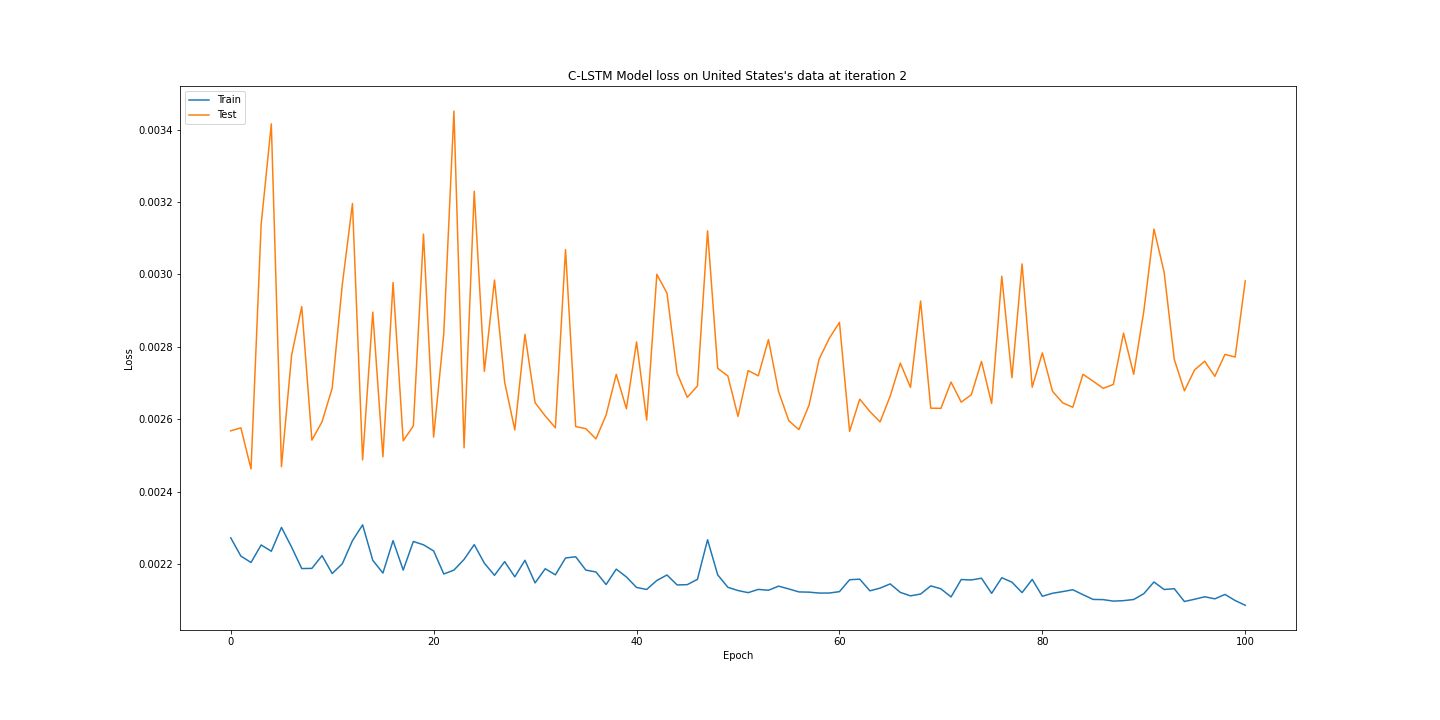 C-LSTM Model loss on United States's data at iteration 2
Train
Test
0.0034
0.0032
0.0030
0.0028
0.0026
0.0024
0.0022
Loss
0 20 40 60 80 100
Epoch